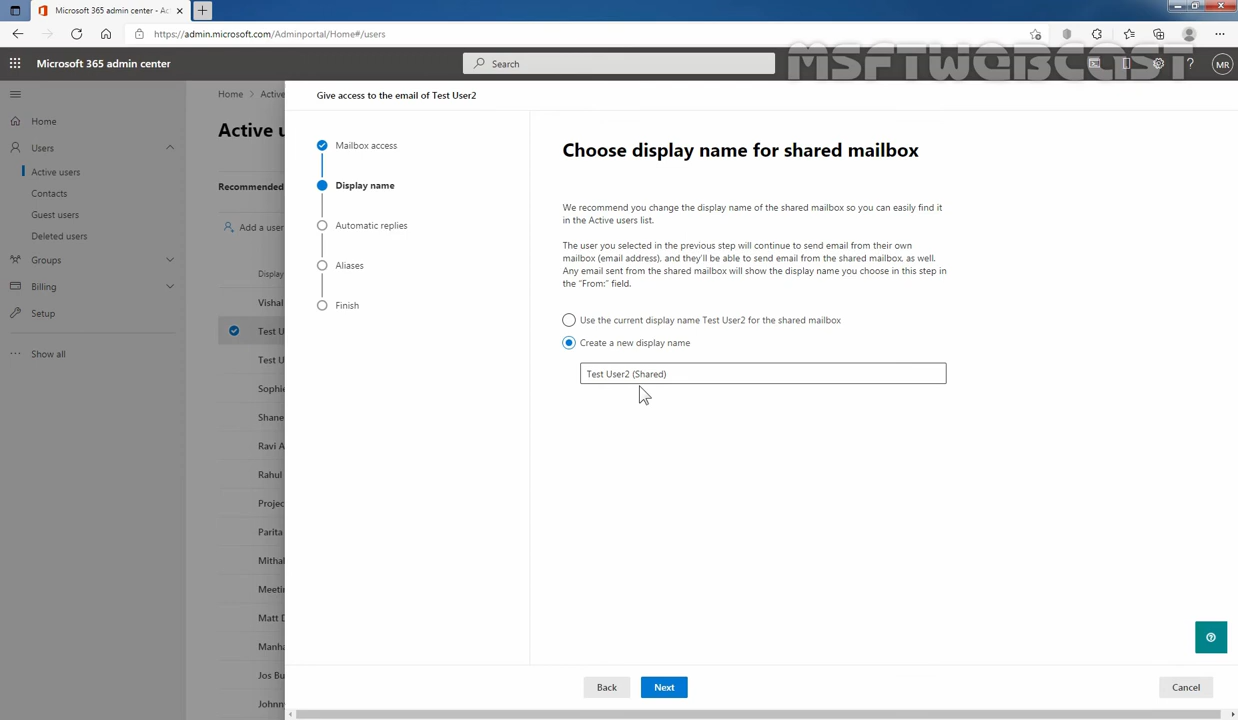 Microsoft 365 admin center - Ac
https://admin.microsoft.com/Adminportal/Home#/users
MSFTWEBCAST
Microsoft 365 admin center
Search
MR
Home
Users
Active users
Contacts
Guest users
Deleted users
Groups
Billing
Setup
Show all
Home
Active
Active u
Recommended
Add a user
Display
Vishal
Test U
Test U
Sophie
Shane
Ravi A
Rahul
Project
Parita
Mithal
Meetin
Matt D
Manha
Jos Bu
Johnny
Give access to the email of Test User2
Mailbox access
Display name
Automatic replies
Aliases
Finish
Choose display name for shared mailbox
We recommend you change the display name of the shared mailbox so you can easily find it
in the Active users list.
The user you selected in the previous step will continue to send email from their own
mailbox (email address), and they'll be able to send email from the shared mailbox, as well.
Any email sent from the shared mailbox will show the display name you choose in this step in
the "From:" field.
Use the current display name Test User2 for the shared mailbox
Create a new display name
Test User2 (Shared)
Back
Next
Cancel